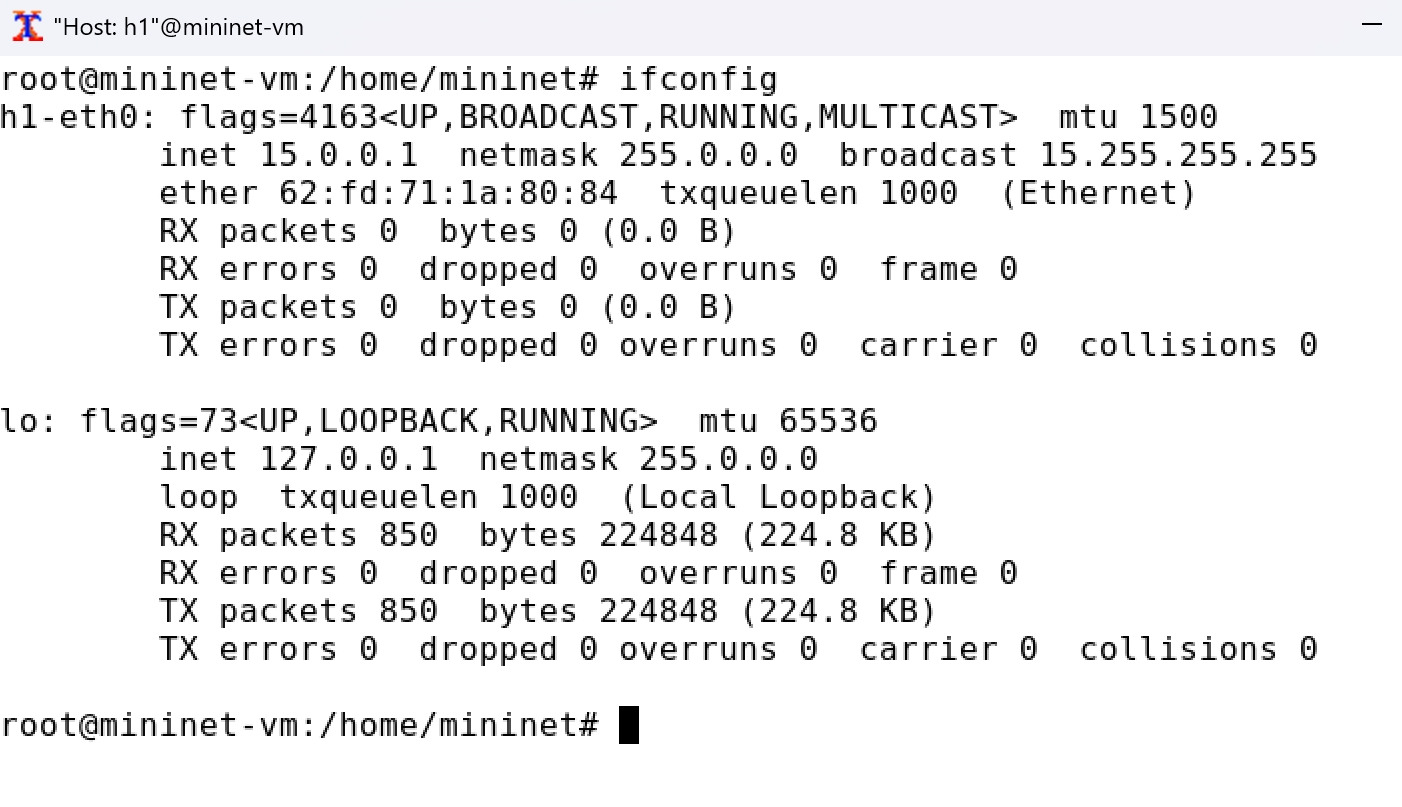 "Host: h1"@mininet-vm
root@mininet-vm:/home/mininet# ifconfig
h1-eth0: flags=4163<UP,BROADCAST,RUNNING,MULTICAST>  mtu 1500
        inet 15.0.0.1  netmask 255.0.0.0  broadcast 15.255.255.255
        ether 62:fd:71:1a:80:84  txqueuelen 1000  (Ethernet)
        RX packets 0  bytes 0 (0.0 B)
        RX errors 0  dropped 0  overruns 0  frame 0
        TX packets 0  bytes 0 (0.0 B)
        TX errors 0  dropped 0 overruns 0  carrier 0  collisions 0
lo: flags=73<UP,LOOPBACK,RUNNING>  mtu 65536
        inet 127.0.0.1  netmask 255.0.0.0
        loop  txqueuelen 1000  (Local Loopback)
        RX packets 850  bytes 224848 (224.8 KB)
        RX errors 0  dropped 0  overruns 0  frame 0
        TX packets 850  bytes 224848 (224.8 KB)
        TX errors 0  dropped 0 overruns 0  carrier 0  collisions 0
root@mininet-vm:/home/mininet#